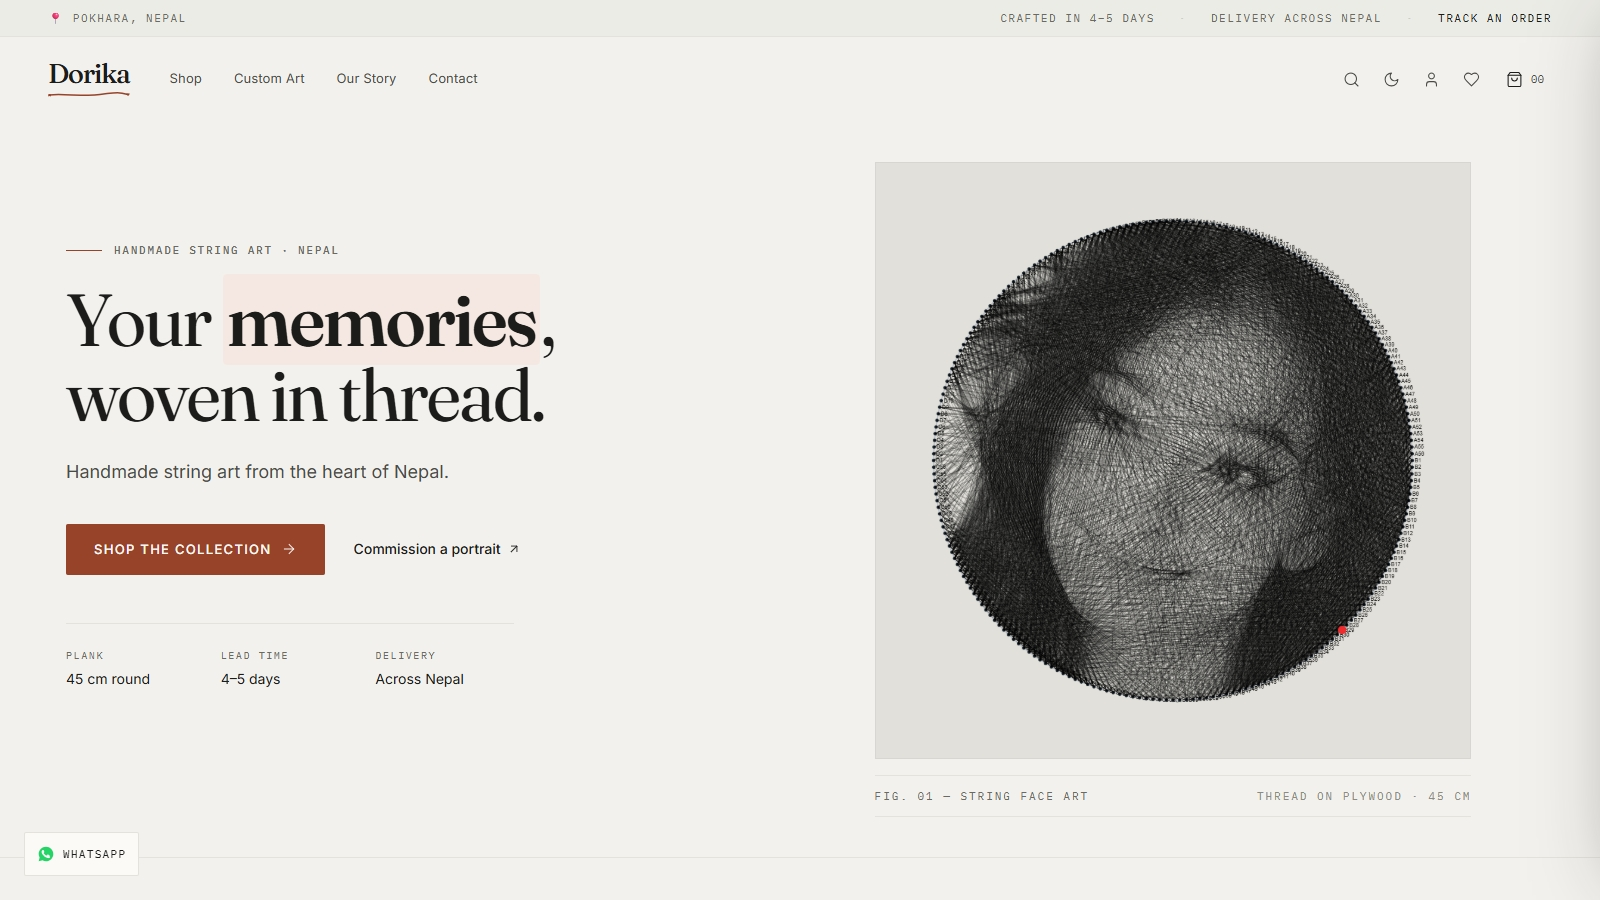 POKHARA, NEPAL
CRAFTED IN 4–5 DAYS · DELIVERY ACROSS NEPAL · TRACK AN ORDER
Dorika
Shop
Custom Art
Our Story
Contact
00
HANDMADE STRING ART · NEPAL
Your memories,
woven in thread.
Handmade string art from the heart of Nepal.
SHOP THE COLLECTION →
Commission a portrait ↗
PLANK
45 cm round
LEAD TIME
4–5 days
DELIVERY
Across Nepal
FIG. 01 — STRING FACE ART
THREAD ON PLYWOOD · 45 CM
WHATSAPP